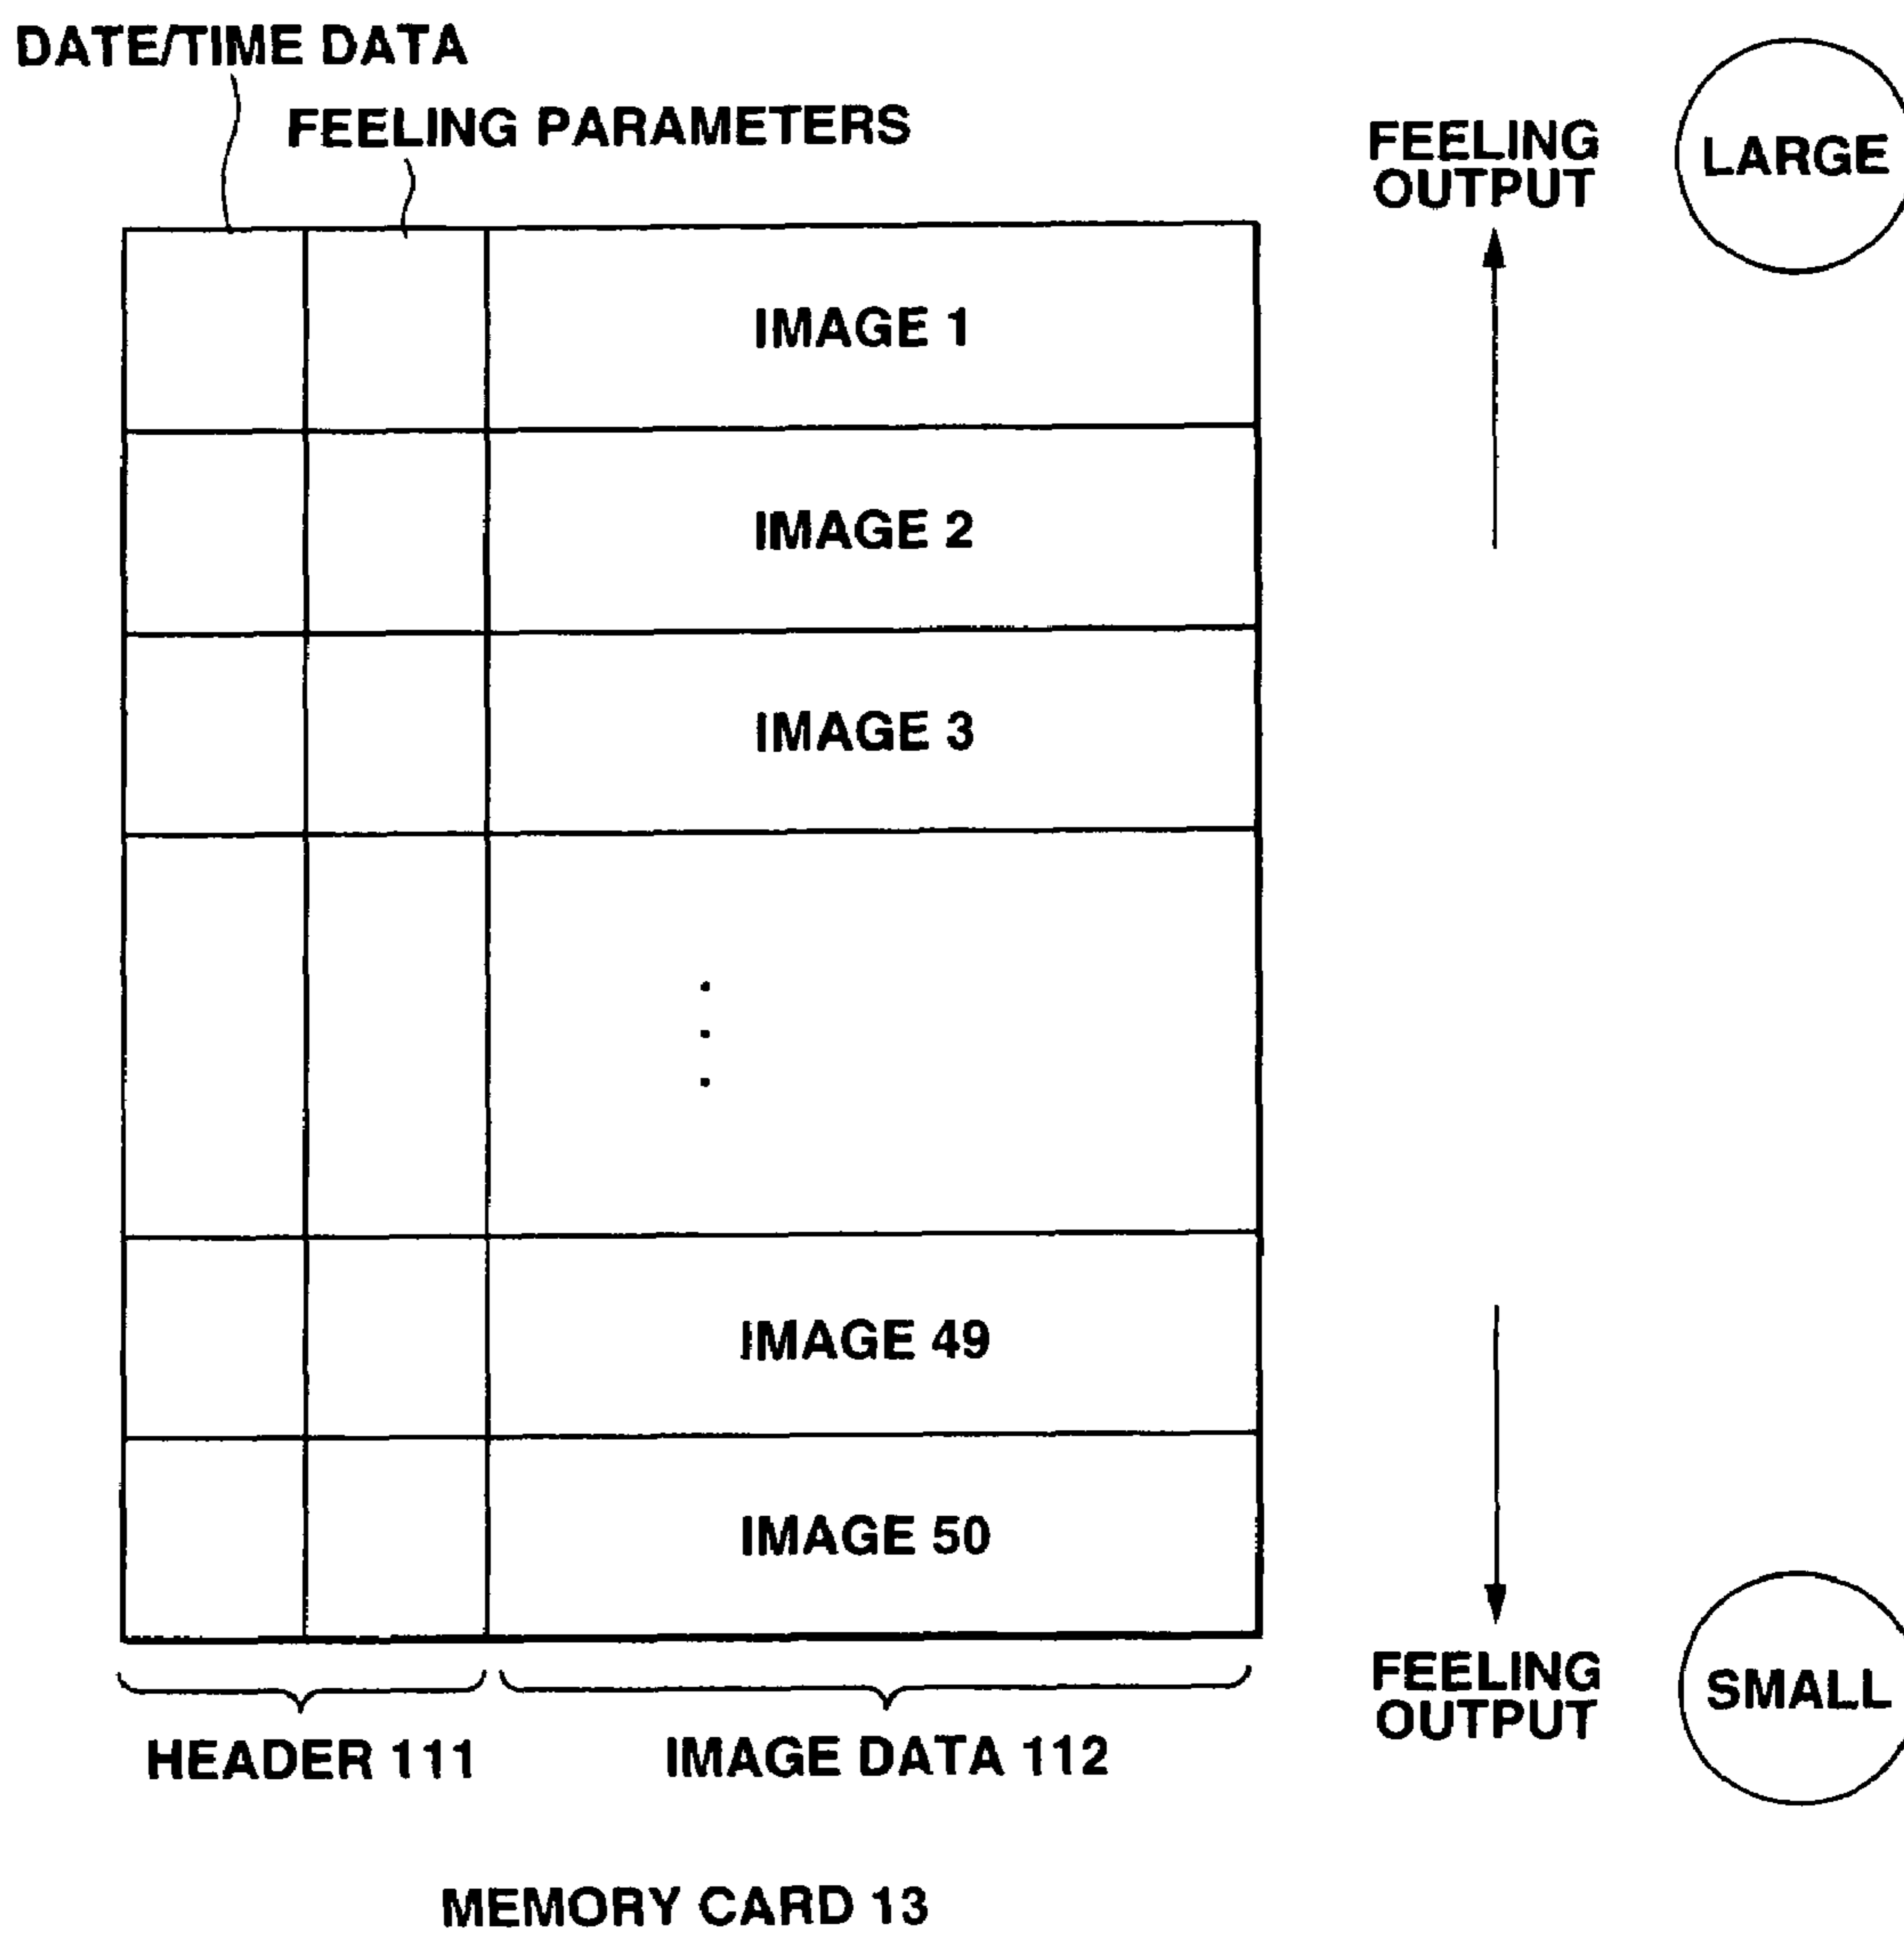 DATE/TIME DATA
FEELING PARAMETERS
FEELING
OUTPUT
LARGE
IMAGE 1
IMAGE 2
IMAGE 3
IMAGE 49
IMAGE 50
FEELING
OUTPUT
SMALL
HEADER 111
IMAGE DATA 112
MEMORY CARD 13